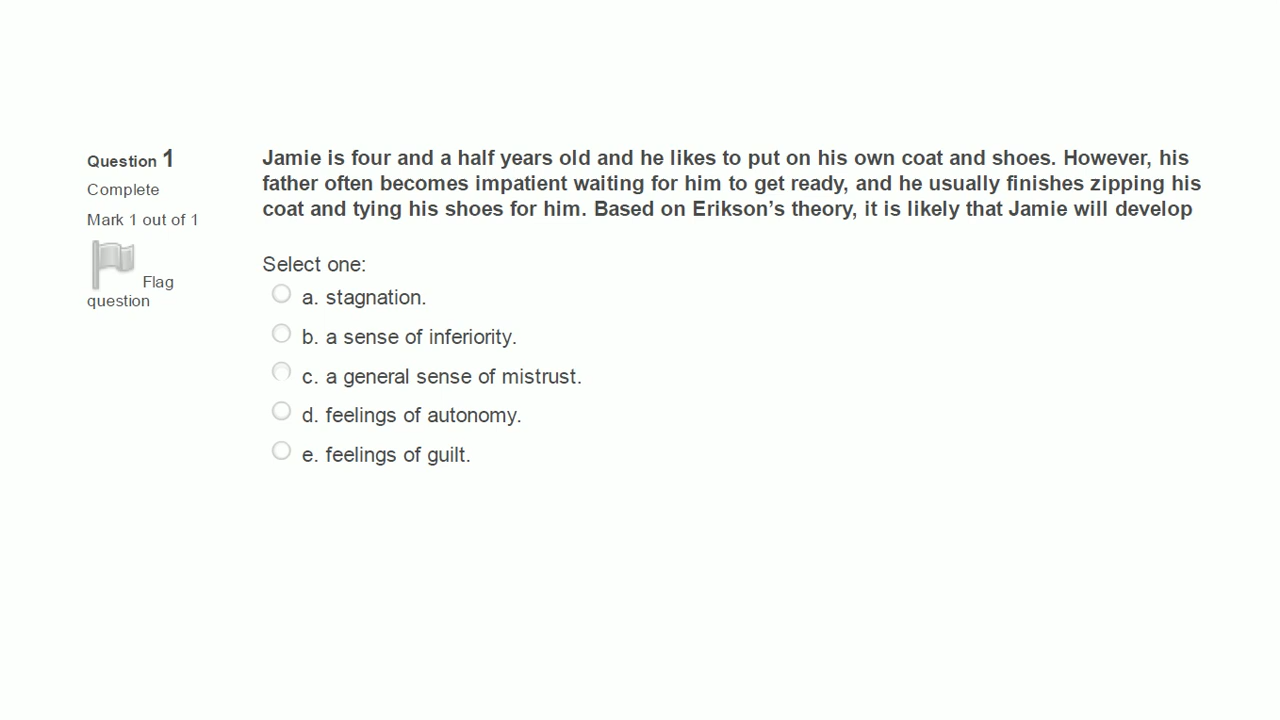 Question 1
Complete
Mark 1 out of 1
Flag
question
Jamie is four and a half years old and he likes to put on his own coat and shoes. However, his
father often becomes impatient waiting for him to get ready, and he usually finishes zipping his
coat and tying his shoes for him. Based on Erikson's theory, it is likely that Jamie will develop
Select one:
a. stagnation.
b. a sense of inferiority.
c. a general sense of mistrust.
d. feelings of autonomy.
e. feelings of guilt.